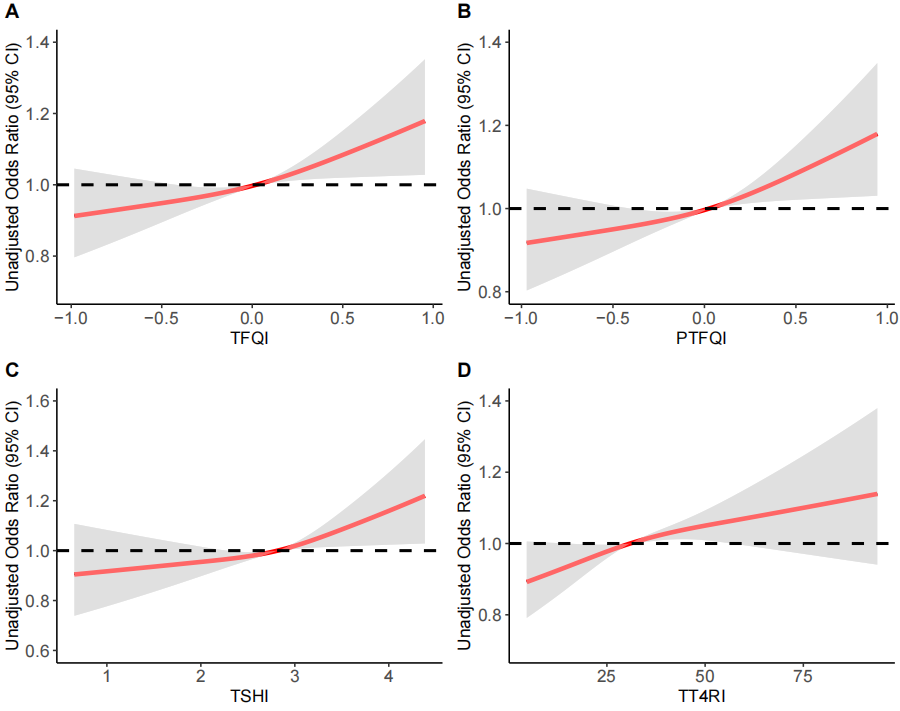 A
Unadjusted Odds Ratio (95% CI)
1.4
1.2
1.0
0.8
−1.0 −0.5 0.0 0.5 1.0
TFQI
B
Unadjusted Odds Ratio (95% CI)
1.4
1.2
1.0
0.8
−1.0 −0.5 0.0 0.5 1.0
PTFQI
C
Unadjusted Odds Ratio (95% CI)
1.6
1.4
1.2
1.0
0.8
0.6
1 2 3 4
TSHI
D
Unadjusted Odds Ratio (95% CI)
1.4
1.2
1.0
0.8
25 50 75
TT4RI